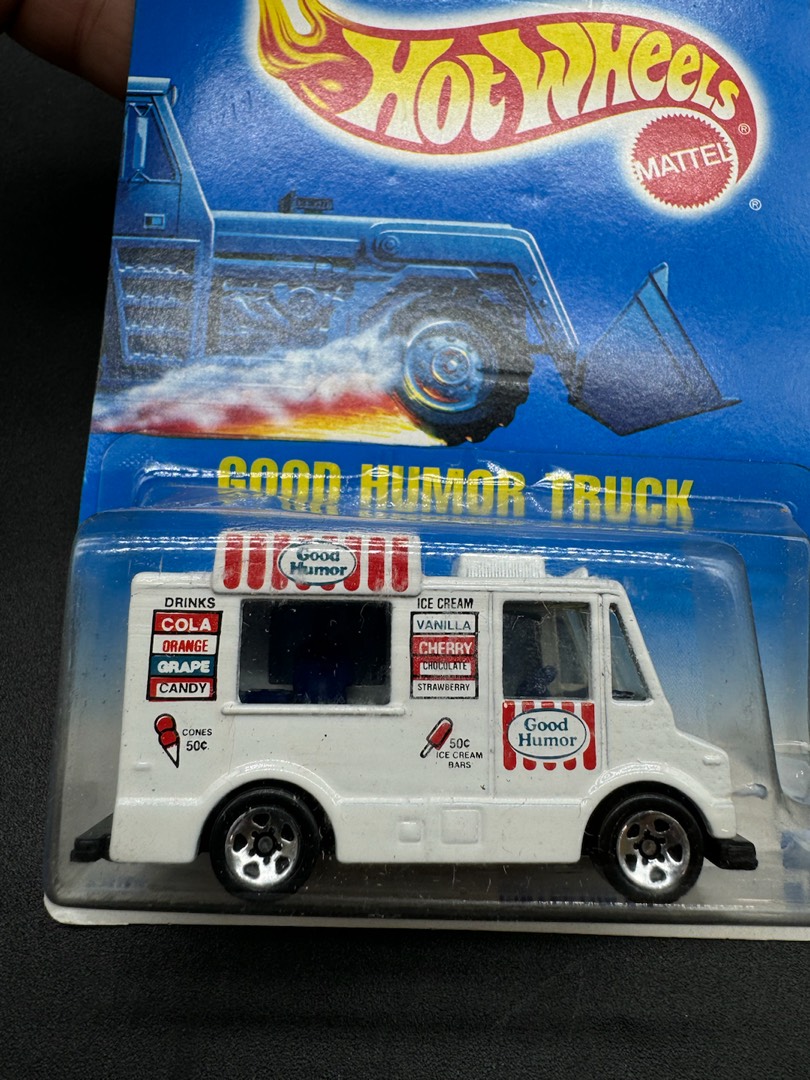 HOT WHEELS
®
MATTEL
®
GOOD HUMOR TRUCK
Good
Humor
DRINKS
COLA
ORANGE
GRAPE
CANDY
CONES
50¢
ICE CREAM
VANILLA
CHERRY
CHOCOLATE
STRAWBERRY
50¢
ICE CREAM
BARS
Good
Humor